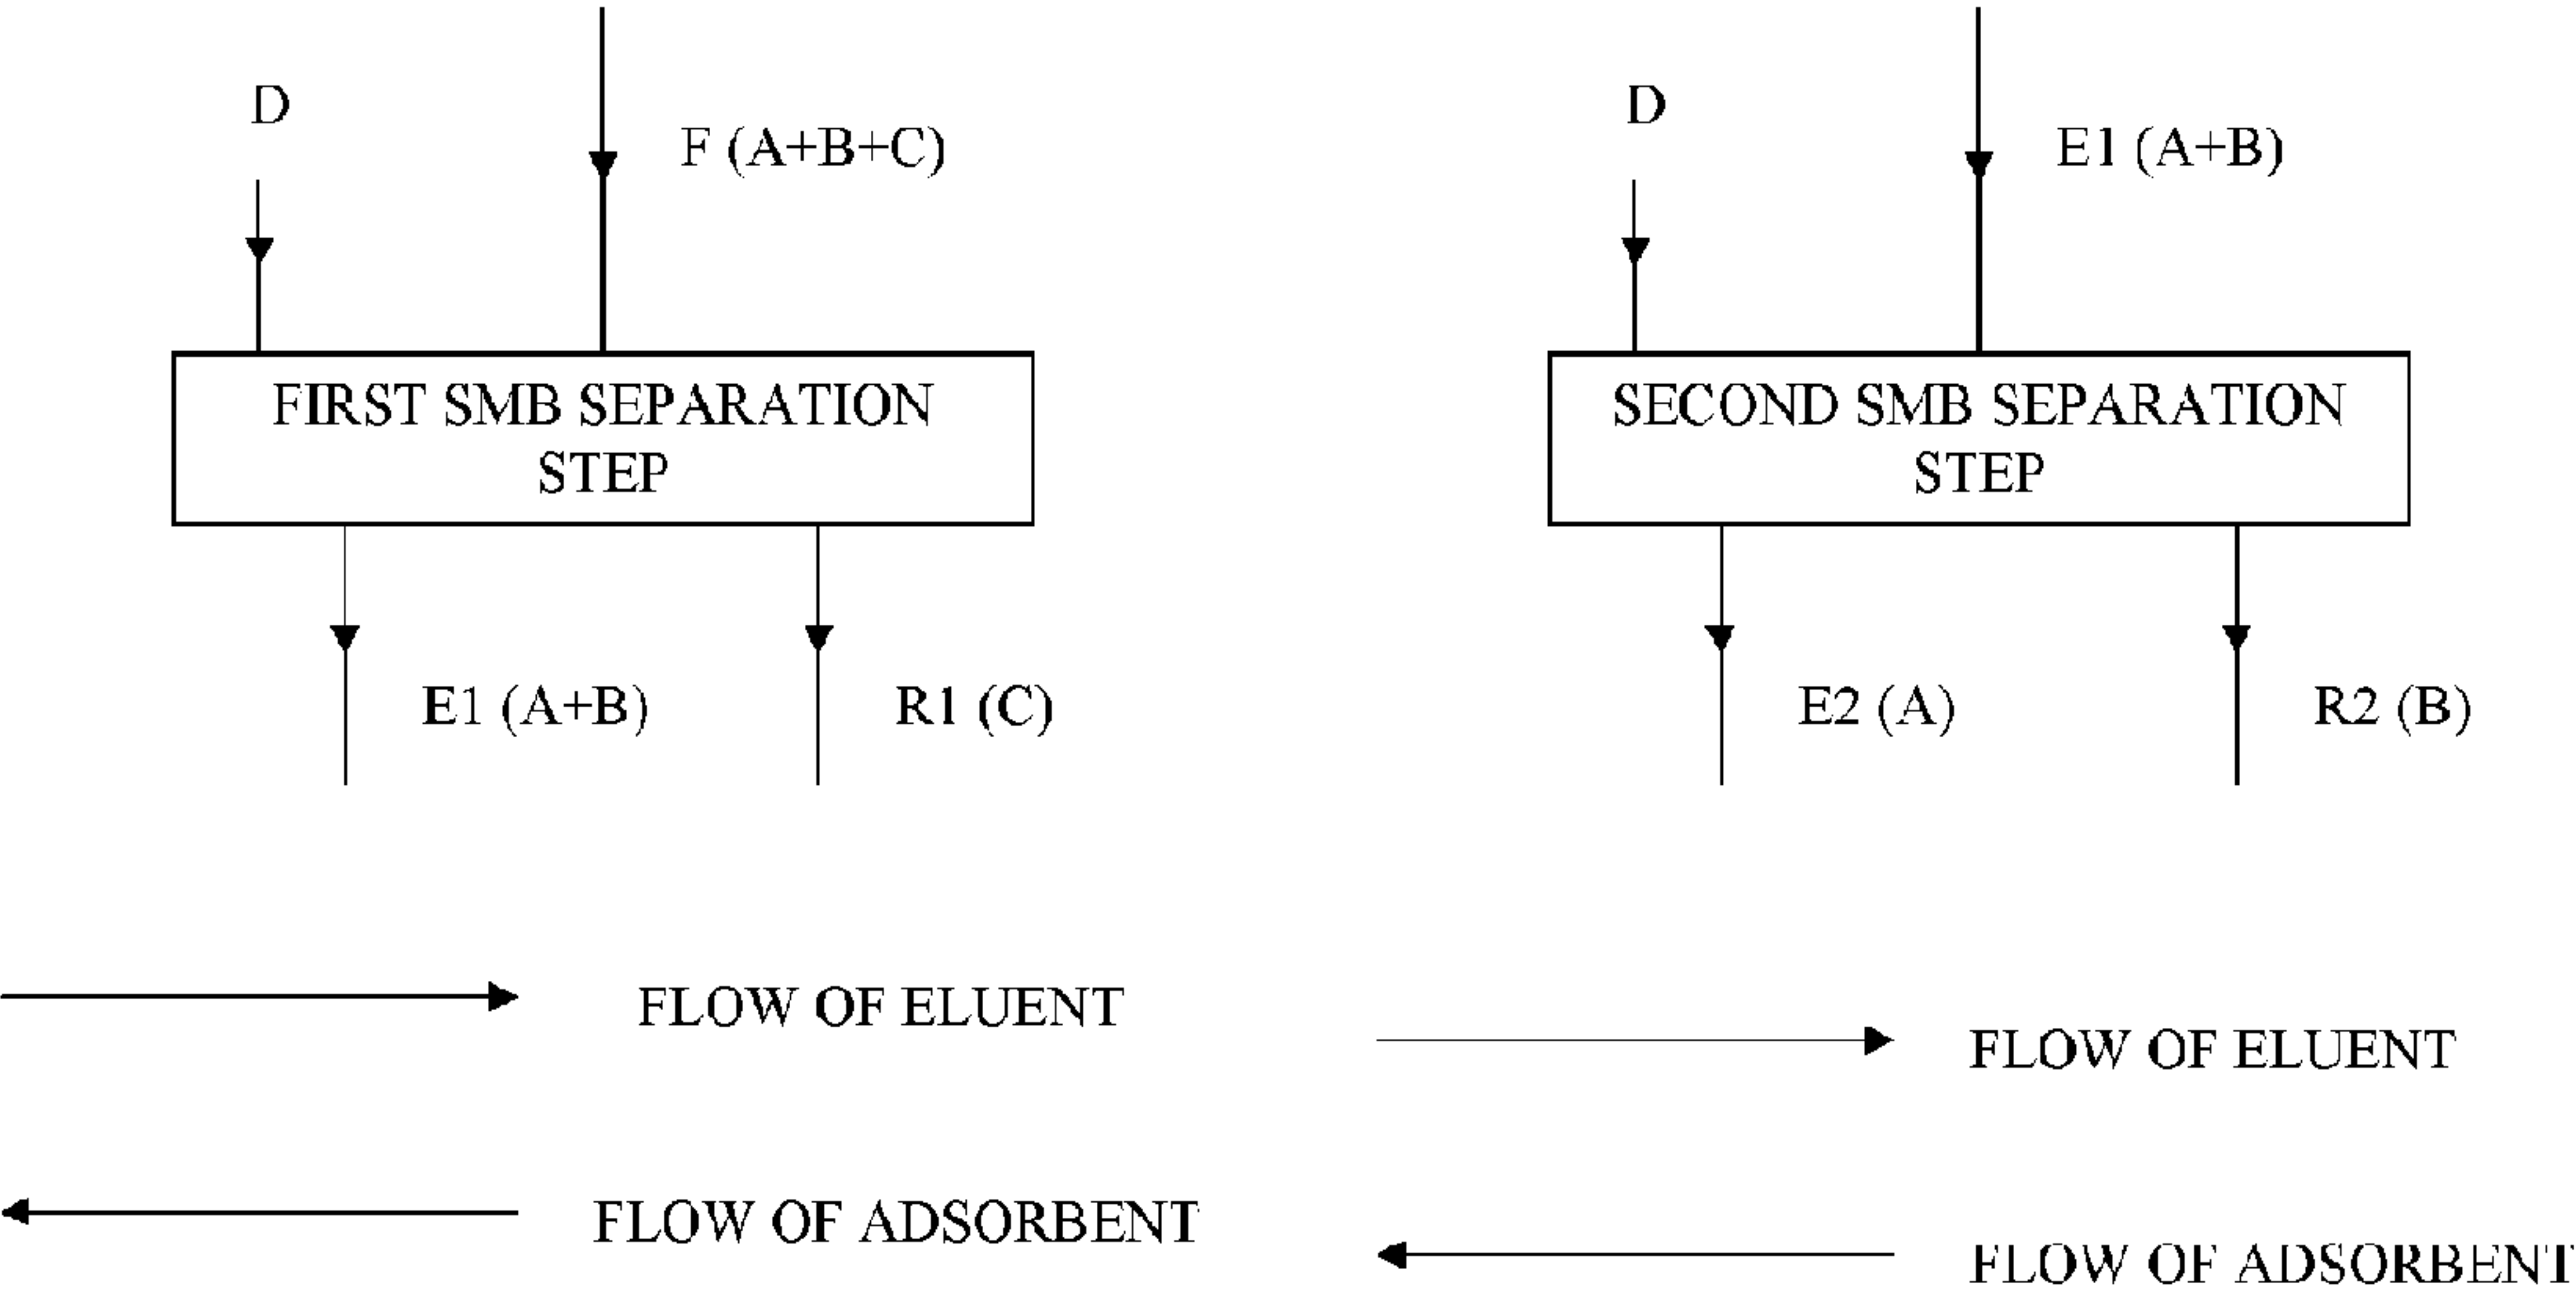 D
F (A+B+C)
FIRST SMB SEPARATION
STEP
E1 (A+B)
R1 (C)
FLOW OF ELUENT
FLOW OF ADSORBENT
D
E1 (A+B)
SECOND SMB SEPARATION
STEP
E2 (A)
R2 (B)
FLOW OF ELUENT
FLOW OF ADSORBENT